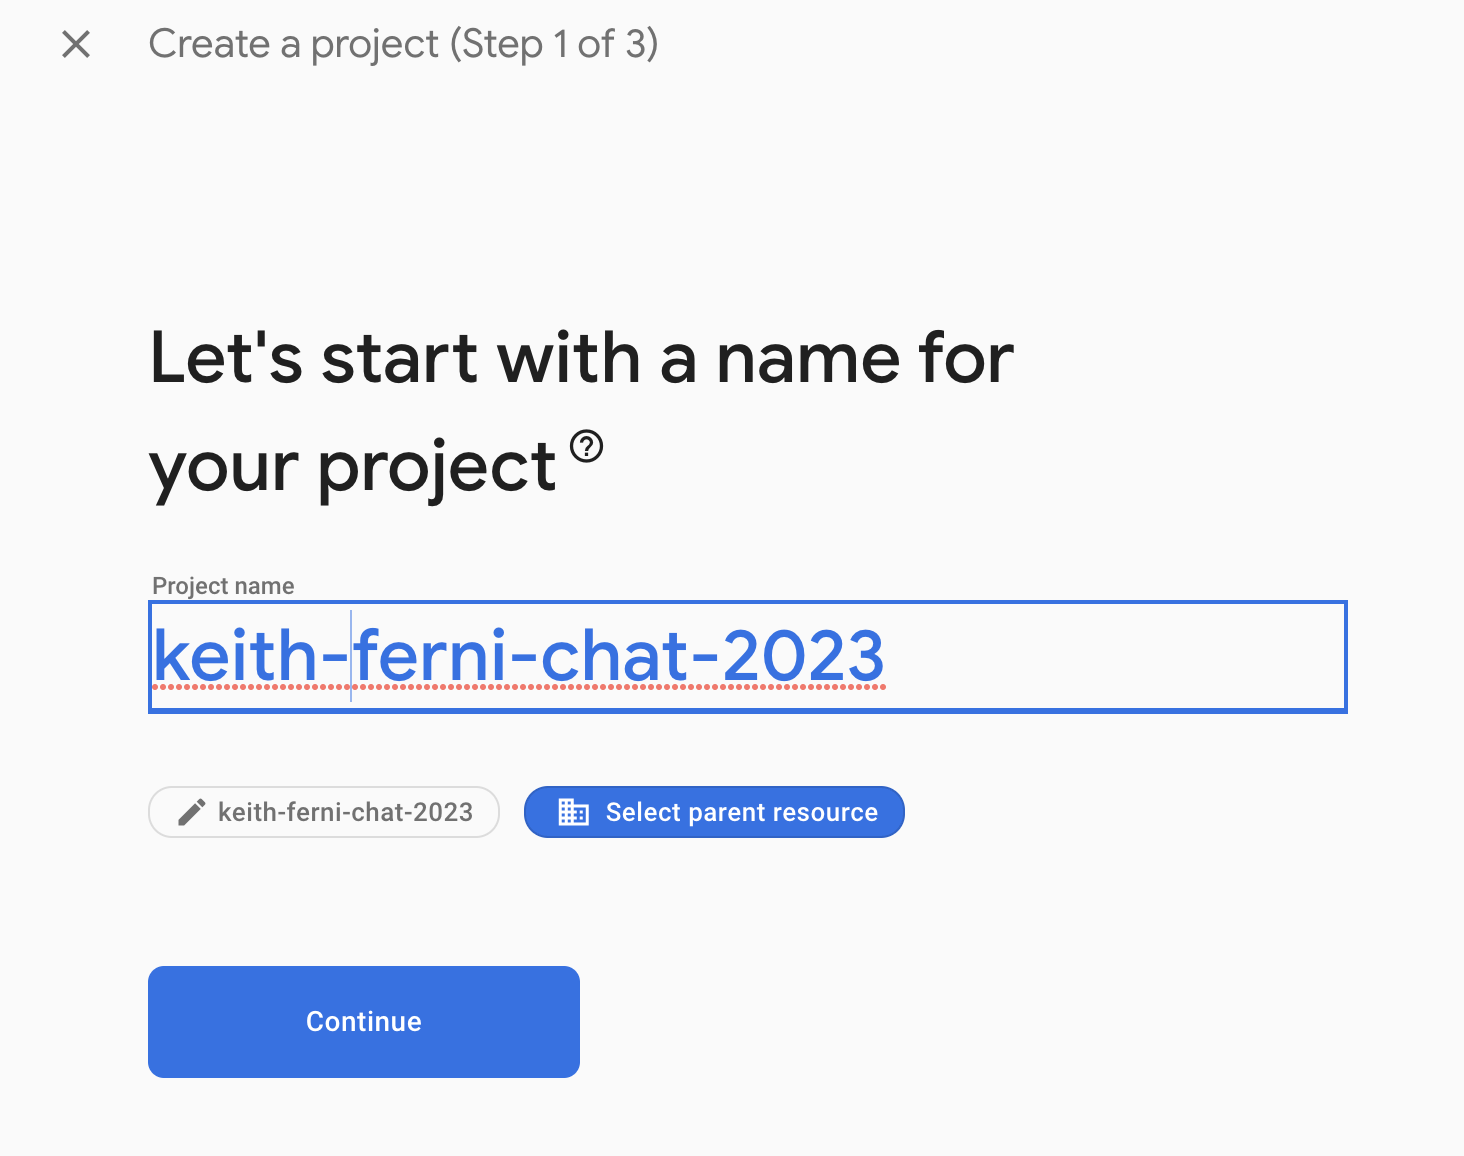 Create a project (Step 1 of 3)
Let's start with a name for
your project
Project name
keith-ferni-chat-2023
keith-ferni-chat-2023
Select parent resource
Continue